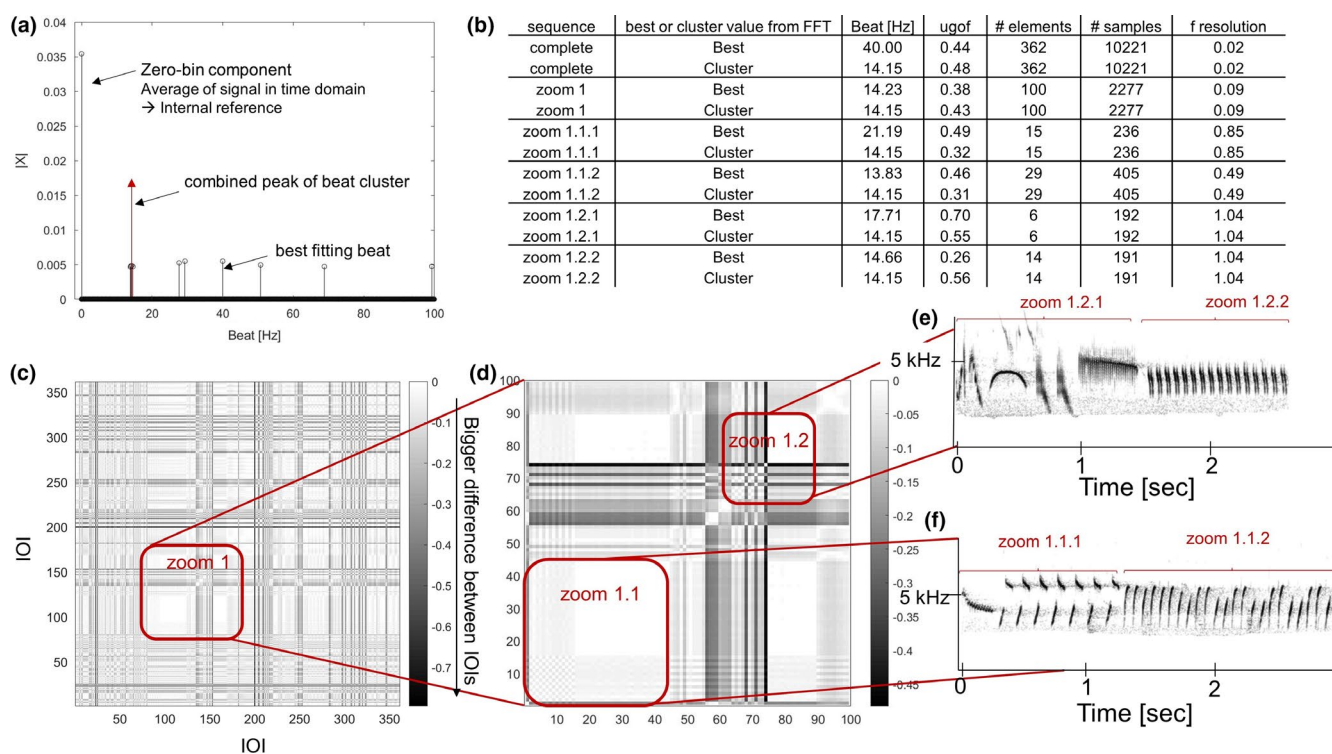 (a)
0.04
0.035
0.03
0.025
0.02
0.015
0.01
0.005
0
|X|
Zero-bin component
Average of signal in time domain
→ Internal reference
combined peak of beat cluster
best fitting beat
0 20 40 60 80 100
Beat [Hz]
(b)
sequence best or cluster value from FFT Beat [Hz] ugof # elements # samples f resolution
complete Best 40.00 0.44 362 10221 0.02
complete Cluster 14.15 0.48 362 10221 0.02
zoom 1 Best 14.23 0.38 100 2277 0.09
zoom 1 Cluster 14.15 0.43 100 2277 0.09
zoom 1.1.1 Best 21.19 0.49 15 236 0.85
zoom 1.1.1 Cluster 14.15 0.32 15 236 0.85
zoom 1.1.2 Best 13.83 0.46 29 405 0.49
zoom 1.1.2 Cluster 14.15 0.31 29 405 0.49
zoom 1.2.1 Best 17.71 0.70 6 192 1.04
zoom 1.2.1 Cluster 14.15 0.55 6 192 1.04
zoom 1.2.2 Best 14.66 0.26 14 191 1.04
zoom 1.2.2 Cluster 14.15 0.56 14 191 1.04
(c)
350
300
250
200
150
100
50
IOI
zoom 1
50 100 150 200 250 300 350
IOI
0
-0.1
-0.2
-0.3
-0.4
-0.5
-0.6
-0.7
Bigger difference between IOIs
(d)
100
90
80
70
60
50
40
30
20
10
zoom 1.2
zoom 1.1
10 20 30 40 50 60 70 80 90 100
0
-0.05
-0.1
-0.15
-0.2
-0.25
-0.3
-0.35
-0.4
-0.45
(e)
zoom 1.2.1 zoom 1.2.2
5 kHz
0 1 2
Time [sec]
(f)
zoom 1.1.1 zoom 1.1.2
5 kHz
0 1 2
Time [sec]